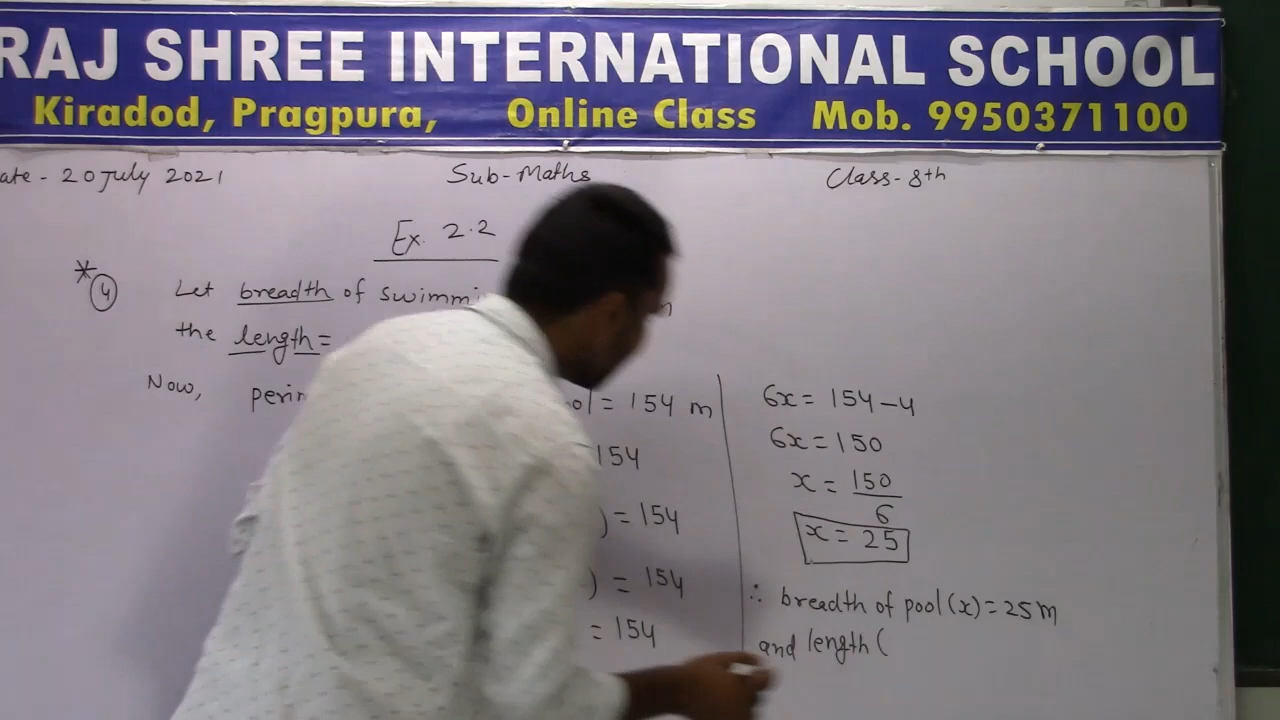 RAJ SHREE INTERNATIONAL SCHOOL
Kiradod, Pragpura, Online Class Mob. 9950371100
ate - 20 July 2021 Sub-Maths Class-8th
Ex. 2.2
* 4 Let breadth of swimmi m
the length =
Now, perim ol = 154 m
154
) = 154
) = 154
= 154
6x = 154 - 4
6x = 150
x = 150/6
x = 25
∴ breadth of pool (x) = 25 m
and length (